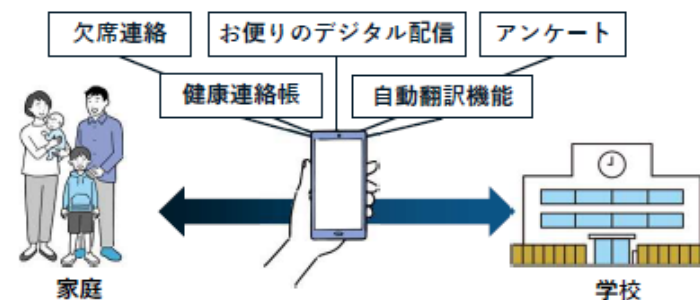 欠席連絡
お便りのデジタル配信
アンケート
健康連絡帳
自動翻訳機能
家庭
学校